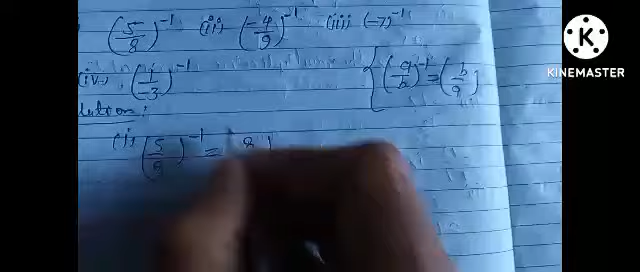 (5/8)⁻¹ (ii) (-4/9)⁻¹ (iii) (-7)⁻¹
(iv) (1/-3)⁻¹ {(a/b)⁻¹ = (b/a)}
KINEMASTER
lution:
(i) (5/8)⁻¹ = (8